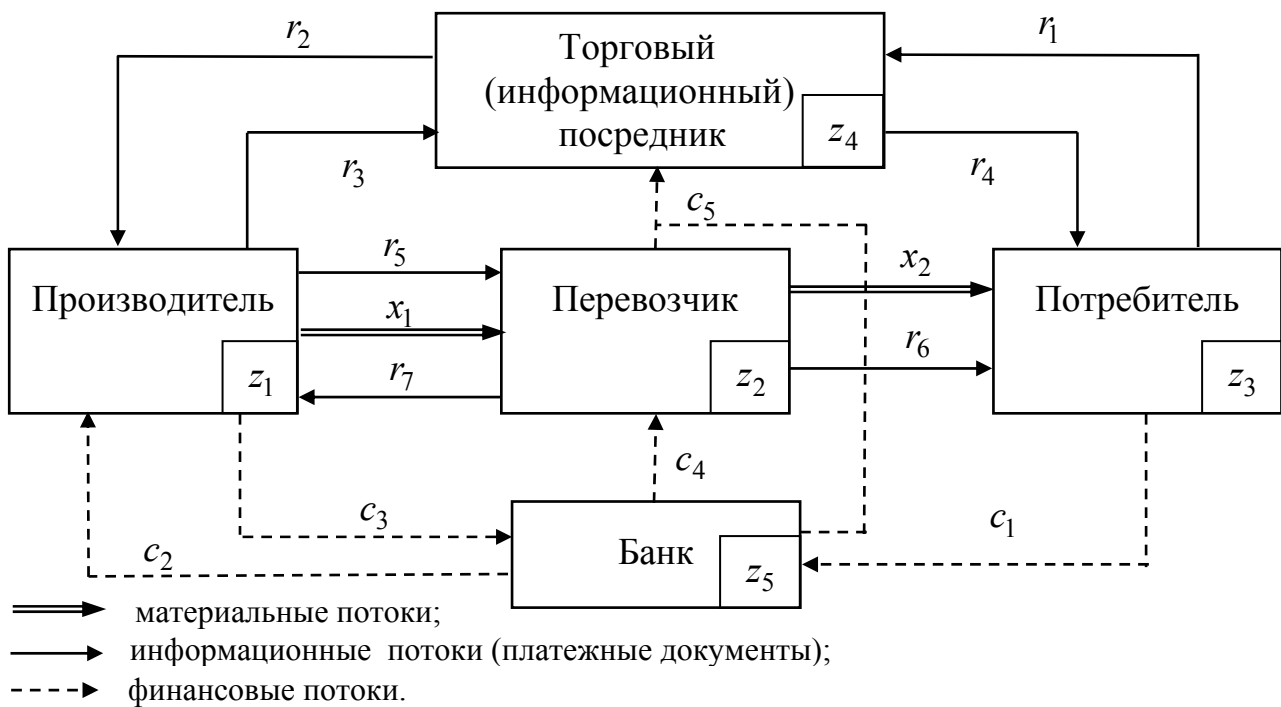 r2
Торговый
(информационный)
посредник
z4
r1
r3
r4
c5
Производитель
z1
r5
x1
r7
Перевозчик
z2
x2
r6
Потребитель
z3
c4
c3
c2
Банк
z5
c1
материальные потоки;
информационные потоки (платежные документы);
финансовые потоки.